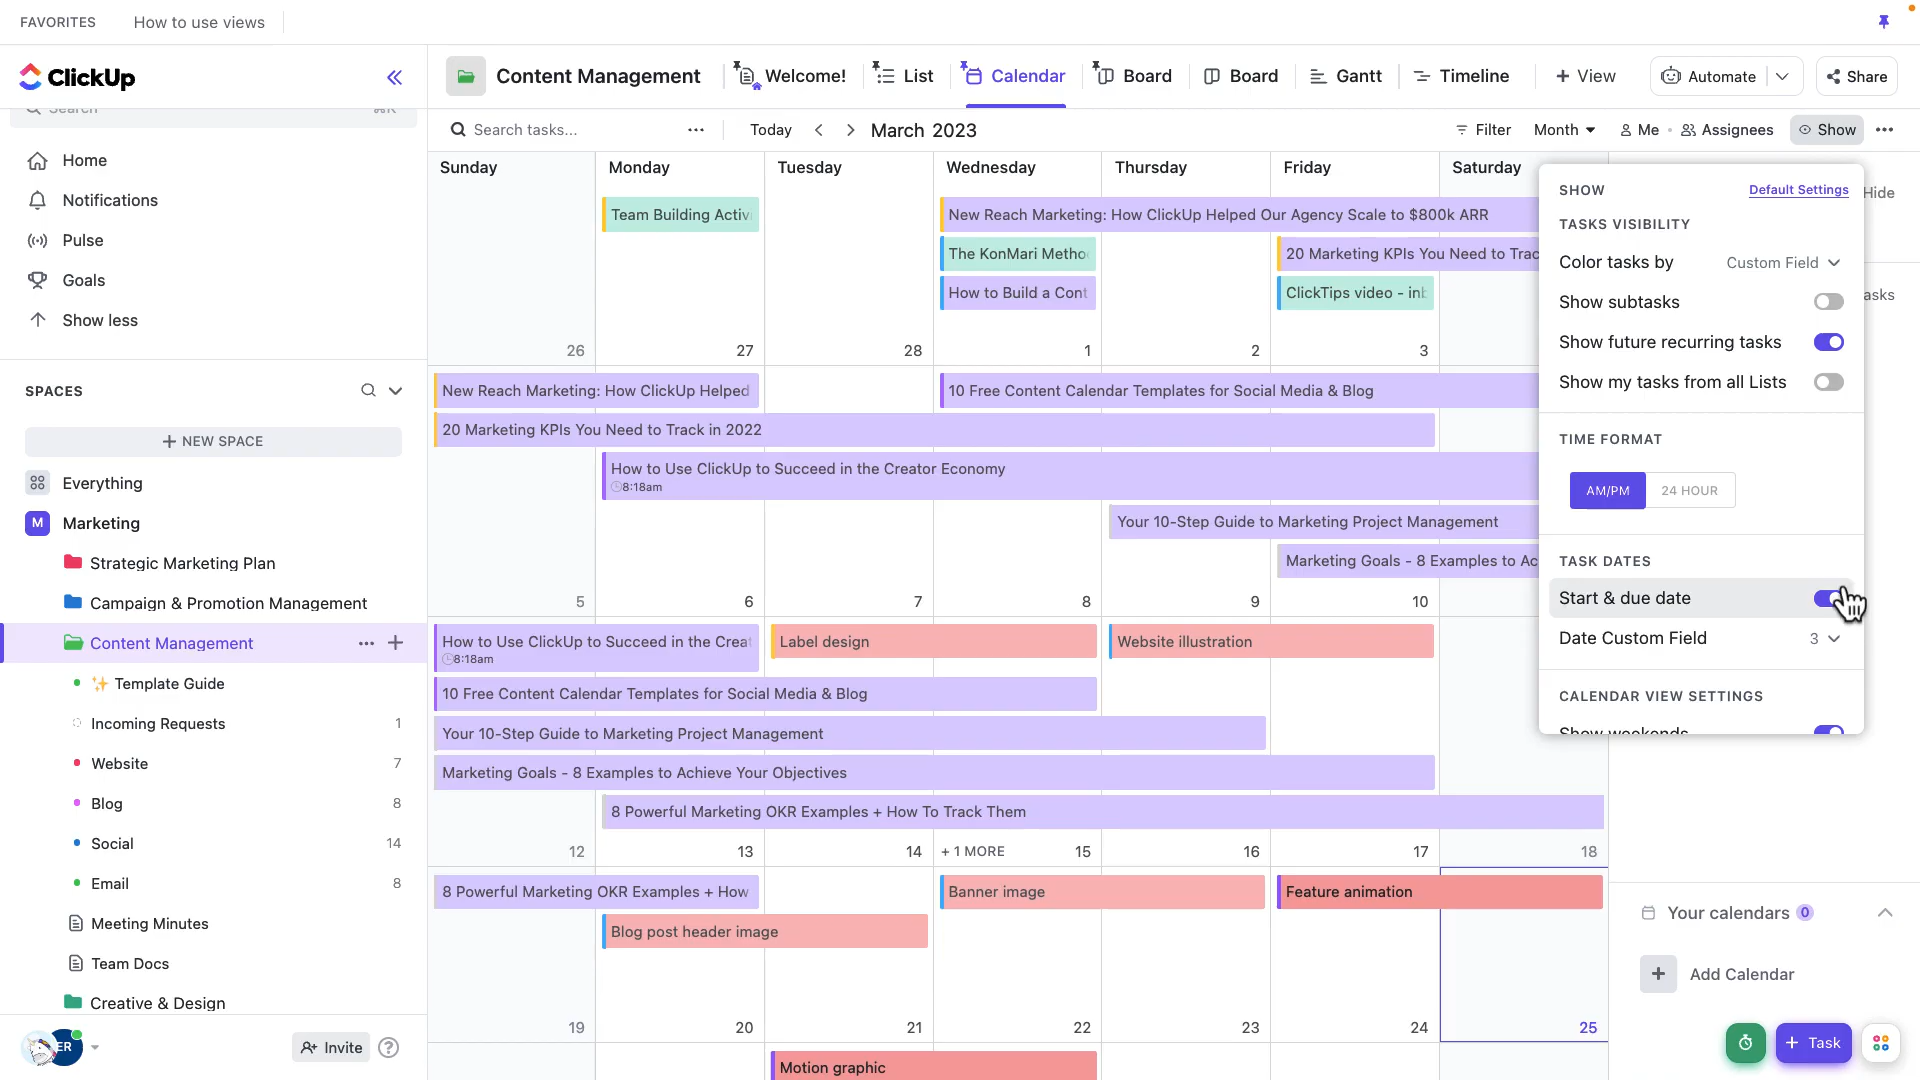 FAVORITES
How to use views
ClickUp
Search ⌘K
Home
Notifications
Pulse
Goals
Show less
SPACES
+ NEW SPACE
Everything
M Marketing
Strategic Marketing Plan
Campaign & Promotion Management
Content Management
✨ Template Guide
Incoming Requests 1
Website 7
Blog 8
Social 14
Email 8
Meeting Minutes
Team Docs
Creative & Design
ER
Invite
?
Content Management
Welcome!
List
Calendar
Board
Board
Gantt
Timeline
+ View
Automate
Share
Search tasks...
Today
March 2023
Filter
Month
Me
Assignees
Show
Sunday Monday Tuesday Wednesday Thursday Friday Saturday
Team Building Activ
New Reach Marketing: How ClickUp Helped Our Agency Scale to $800k ARR
The KonMari Metho
20 Marketing KPIs You Need to Trac
How to Build a Cont
ClickTips video - inb
26 27 28 1 2 3
New Reach Marketing: How ClickUp Helped
10 Free Content Calendar Templates for Social Media & Blog
20 Marketing KPIs You Need to Track in 2022
How to Use ClickUp to Succeed in the Creator Economy
8:18am
Your 10-Step Guide to Marketing Project Management
Marketing Goals - 8 Examples to Ac
5 6 7 8 9 10
How to Use ClickUp to Succeed in the Creat
8:18am
Label design
Website illustration
10 Free Content Calendar Templates for Social Media & Blog
Your 10-Step Guide to Marketing Project Management
Marketing Goals - 8 Examples to Achieve Your Objectives
8 Powerful Marketing OKR Examples + How To Track Them
12 13 14 + 1 MORE 15 16 17 18
8 Powerful Marketing OKR Examples + How
Banner image
Feature animation
Blog post header image
19 20 21 22 23 24 25
Motion graphic
SHOW
Default Settings
Hide
TASKS VISIBILITY
Color tasks by Custom Field
Show subtasks
asks
Show future recurring tasks
Show my tasks from all Lists
TIME FORMAT
AM/PM 24 HOUR
TASK DATES
Start & due date
Date Custom Field 3
CALENDAR VIEW SETTINGS
Show weekends
Your calendars 0
+ Add Calendar
+ Task